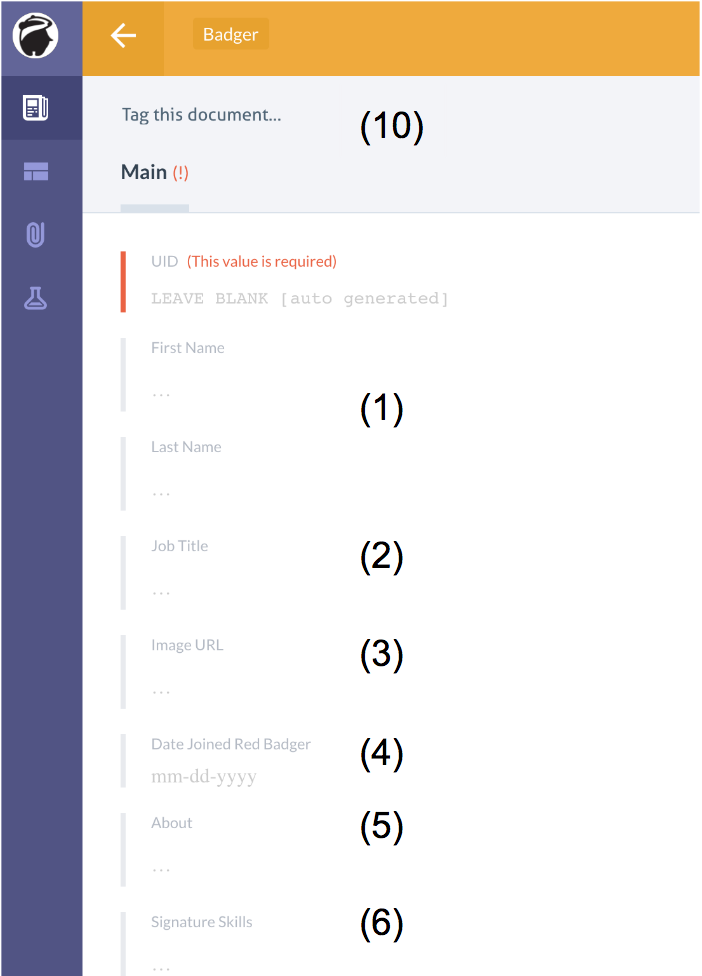 Badger
Tag this document...
(10)
Main (!)
UID (This value is required)
LEAVE BLANK [auto generated]
First Name
...
(1)
Last Name
...
Job Title
(2)
...
Image URL
(3)
...
Date Joined Red Badger
(4)
mm-dd-yyyy
About
(5)
...
Signature Skills
(6)
...